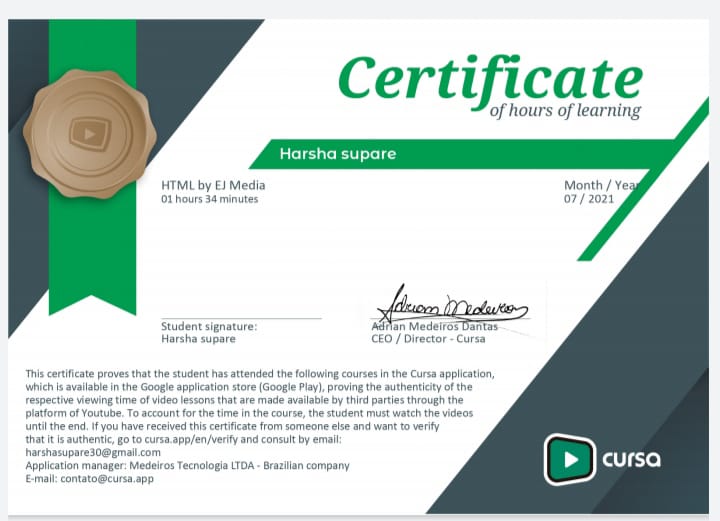 Certificate
of hours of learning
Harsha supare
HTML by EJ Media
01 hours 34 minutes
Month / Year
07 / 2021
Adrian Medeiros
Student signature:
Harsha supare
Adrian Medeiros Dantas
CEO / Director - Cursa
This certificate proves that the student has attended the following courses in the Cursa application,
which is available in the Google application store (Google Play), proving the authenticity of the
respective viewing time of video lessons that are made available by third parties through the
platform of Youtube. To account for the time in the course, the student must watch the videos
until the end. If you have received this certificate from someone else and want to verify
that it is authentic, go to cursa.app/en/verify and consult by email:
harshasupare30@gmail.com
Application manager: Medeiros Tecnologia LTDA - Brazilian company
E-mail: contato@cursa.app
cursa